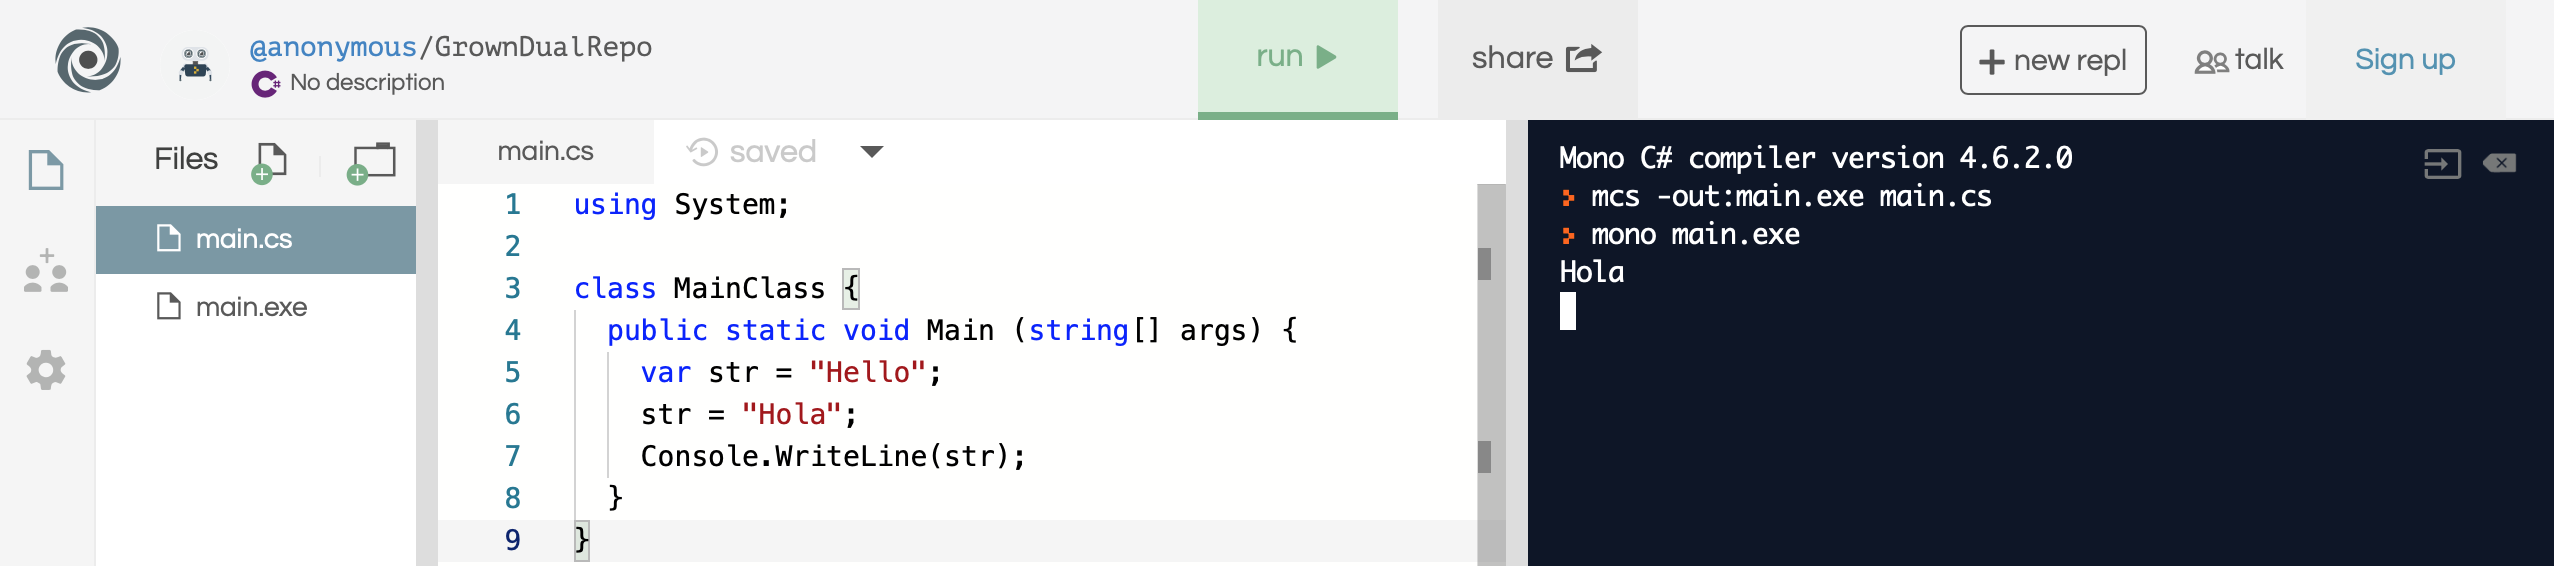 @anonymous/GrownDualRepo
No description
run
share
+ new repl
talk
Sign up
Files
main.cs
main.exe
main.cs
saved
1 using System;
2
3 class MainClass {
4 public static void Main (string[] args) {
5 var str = "Hello";
6 str = "Hola";
7 Console.WriteLine(str);
8 }
9 }
Mono C# compiler version 4.6.2.0
mcs -out:main.exe main.cs
mono main.exe
Hola